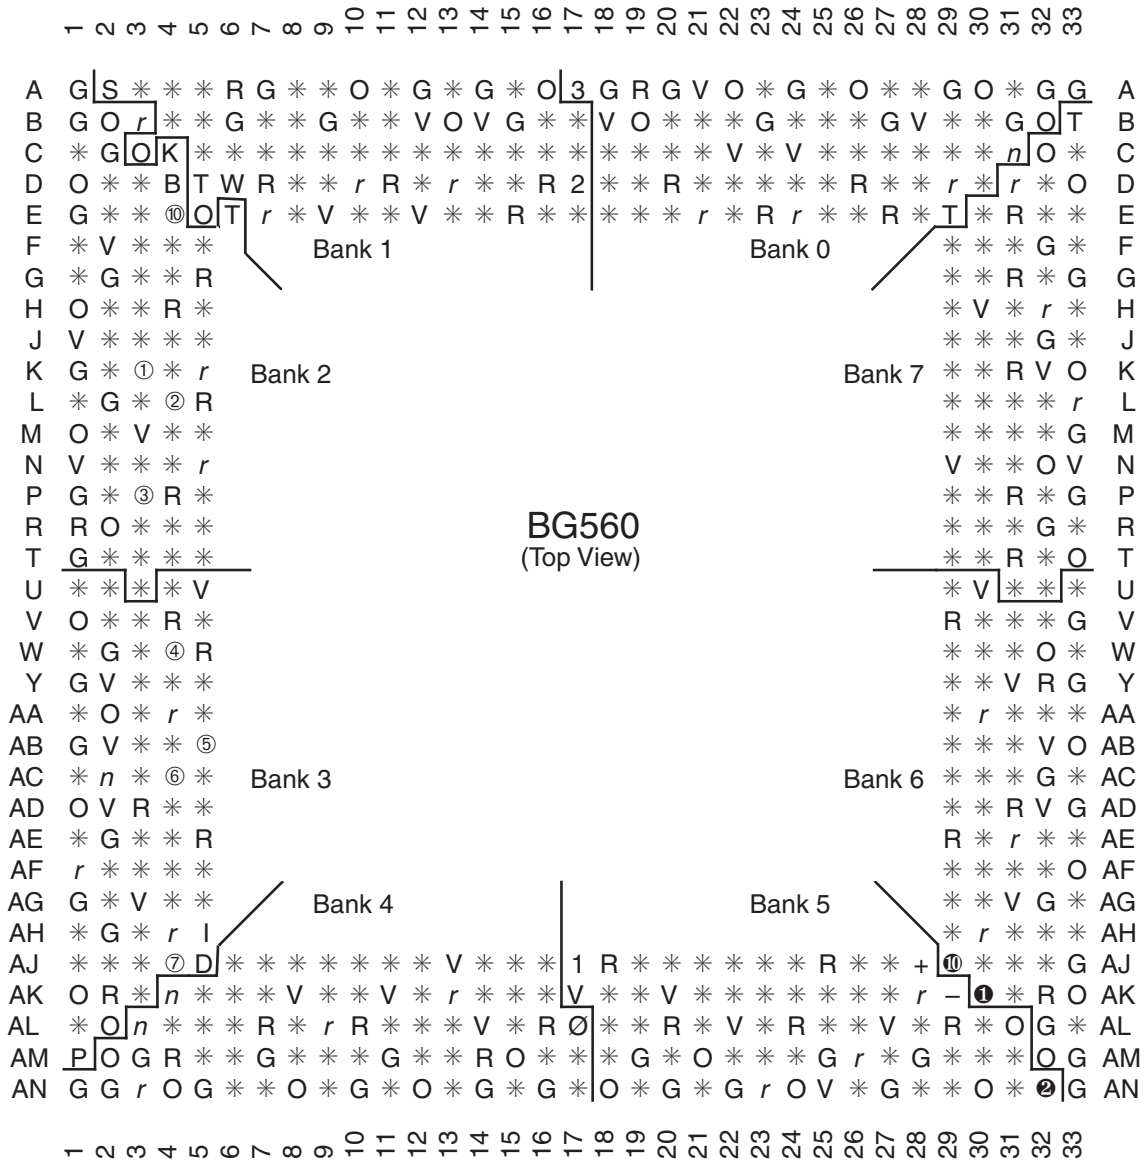 1 2 3 4 5 6 7 8 9 10 11 12 13 14 15 16 17 18 19 20 21 22 23 24 25 26 27 28 29 30 31 32 33
A G S * * * R G * * O * G * G * O 3 G R G V O * G * O * * G O * G G A
B G O r * * G * * G * * V O V G * * V O * * * G * * * G V * * G O T B
C * G O K * * * * * * * * * * * * * * * * * V * V * * * * * * n O * C
D O * * B T W R * * r R * r * * R 2 * * R * * * * * R * * r * r * O D
E G * * ⑩ O T r * V * * V * * R * * * * * r * R r * * R * T * R * * E
Bank 1 Bank 0
F * V * * * * * * G * F
G * G * * R * * R * G G
H O * * R * * V * r * H
J V * * * * * * * G * J
K G * ① * r Bank 2 Bank 7 * * R V O K
L * G * ② R * * * * r L
M O * V * * * * * * G M
N V * * * r V * * O V N
P G * ③ R * * * R * G P
R R O * * * * * * G * R
BG560
(Top View)
T G * * * * * * R * O T
U * * * * V * V * * * U
V O * * R * R * * * G V
W * G * ④ R * * * O * W
Y G V * * * * * V R G Y
AA * O * r * * r * * * AA
AB G V * * ⑤ * * * V O AB
AC * n * ⑥ * Bank 3 Bank 6 * * * G * AC
AD O V R * * * * R V G AD
AE * G * * R R * r * * AE
AF r * * * * * * * * O AF
AG G * V * * Bank 4 Bank 5 * * V G * AG
AH * G * r I * r * * * AH
AJ * * * ⑦ D * * * * * * * V * * * 1 R * * * * * * R * * + ❿ * * * G AJ
AK O R * n * * * V * * V * r * * * V * * V * * * * * * * r – ❶ * R O AK
AL * O n * * * R * r R * * * V * R Ø * * R * V * R * * V * R * O G * AL
AM P O G R * * G * * * G * * R O * * * G * O * * * G r * G * * * O G AM
AN G G r O G * * O * G * O * G * G * O * G * G r O V * G * * O * ❷ G AN
1 2 3 4 5 6 7 8 9 10 11 12 13 14 15 16 17 18 19 20 21 22 23 24 25 26 27 28 29 30 31 32 33